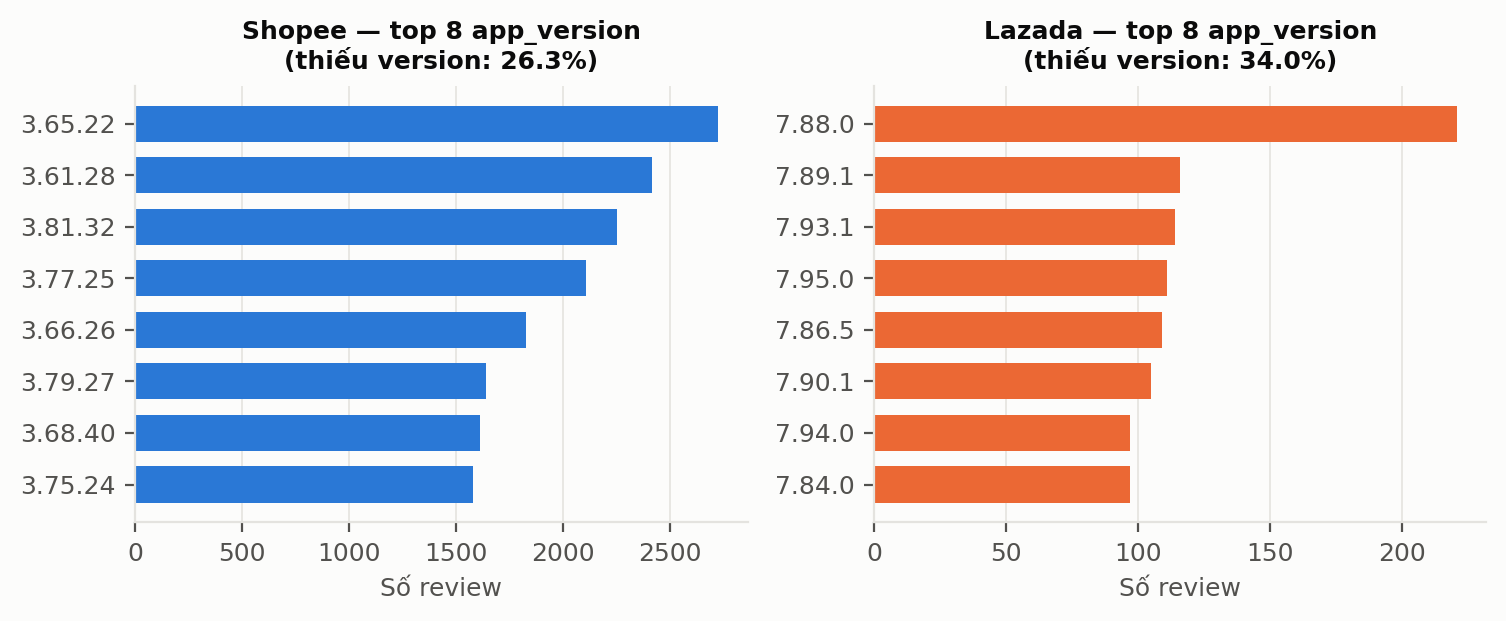 Shopee — top 8 app_version
(thiếu version: 26.3%)
3.65.22
3.61.28
3.81.32
3.77.25
3.66.26
3.79.27
3.68.40
3.75.24
0 500 1000 1500 2000 2500
Số review
Lazada — top 8 app_version
(thiếu version: 34.0%)
7.88.0
7.89.1
7.93.1
7.95.0
7.86.5
7.90.1
7.94.0
7.84.0
0 50 100 150 200
Số review